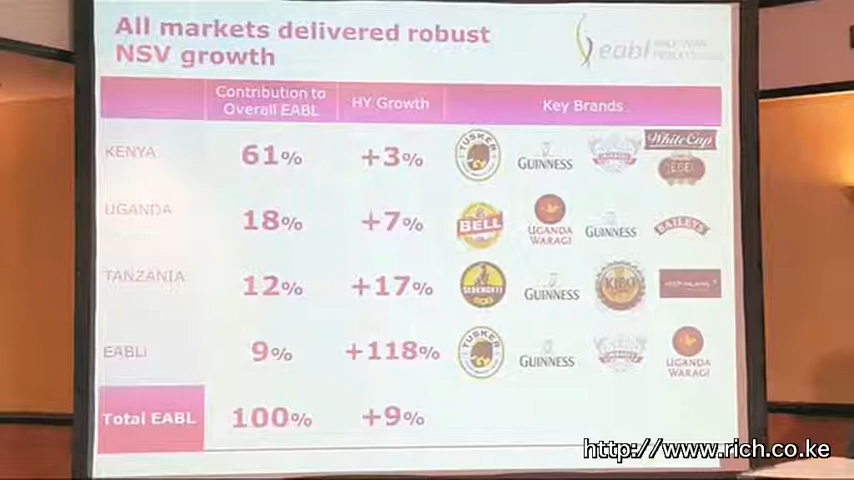 All markets delivered robust
NSV growth
eabl
Contribution to
Overall EABL
HY Growth
Key Brands
KENYA
61%
+3%
TUSKER
GUINNESS
WhiteCap
UGANDA
18%
+7%
BELL
UGANDA
WARAGI
GUINNESS
BAILEYS
TANZANIA
12%
+17%
SERENGETI
GUINNESS
KIBO
EABLi
9%
+118%
TUSKER
GUINNESS
UGANDA
WARAGI
Total EABL
100%
+9%
http://www.rich.co.ke